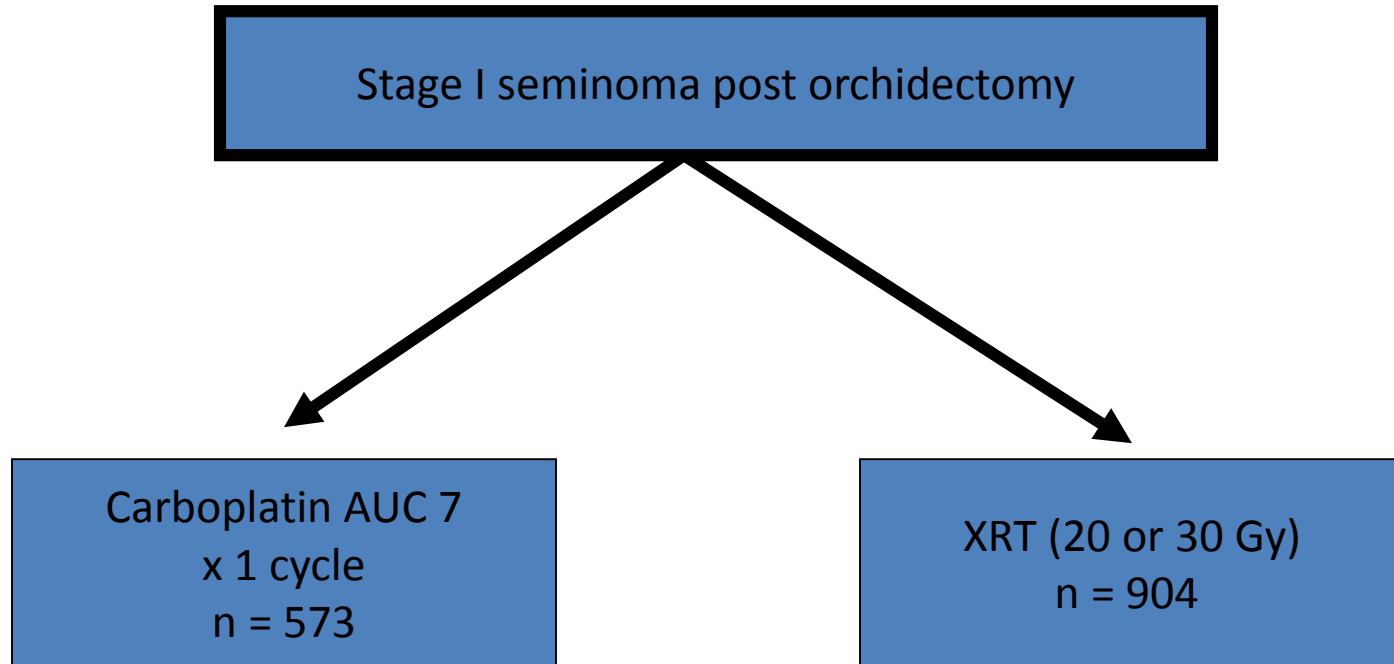 Stage I seminoma post orchidectomy
Carboplatin AUC 7
x 1 cycle
n = 573
XRT (20 or 30 Gy)
n = 904